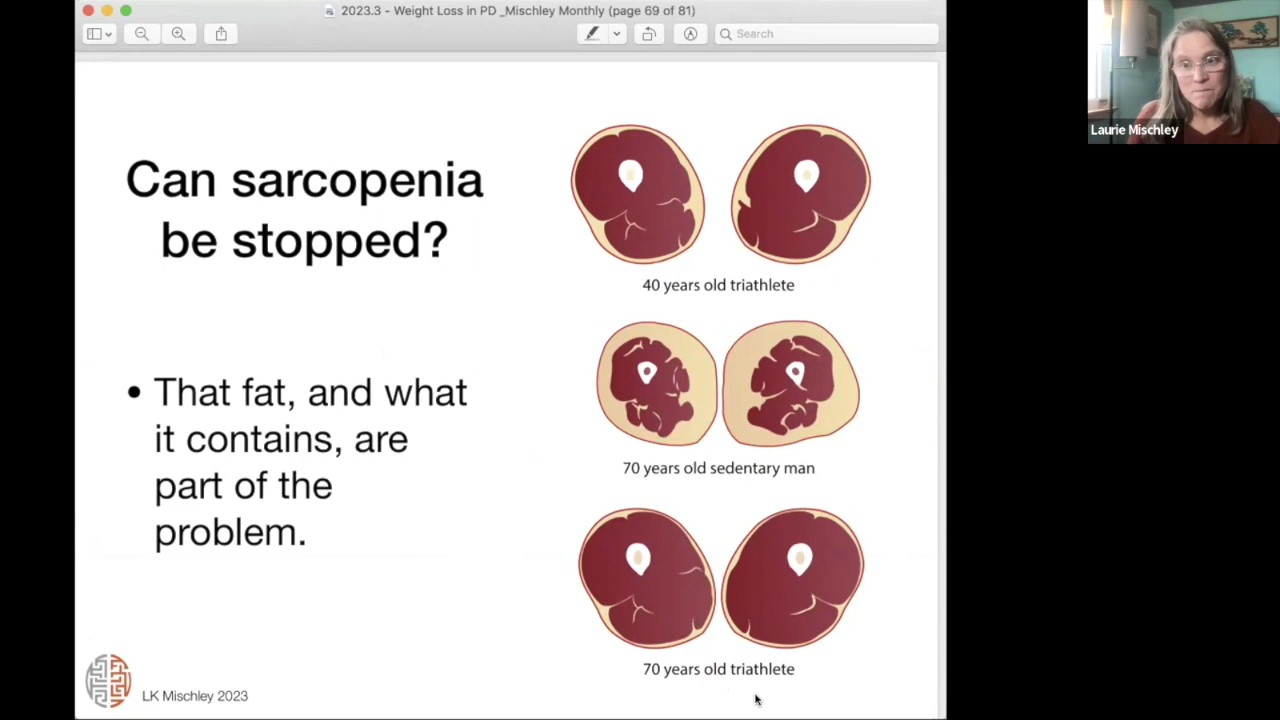 2023.3 - Weight Loss in PD _Mischley Monthly (page 69 of 81)
Search
Laurie Mischley
Can sarcopenia
be stopped?
40 years old triathlete
• That fat, and what
it contains, are
part of the
problem.
70 years old sedentary man
70 years old triathlete
LK Mischley 2023